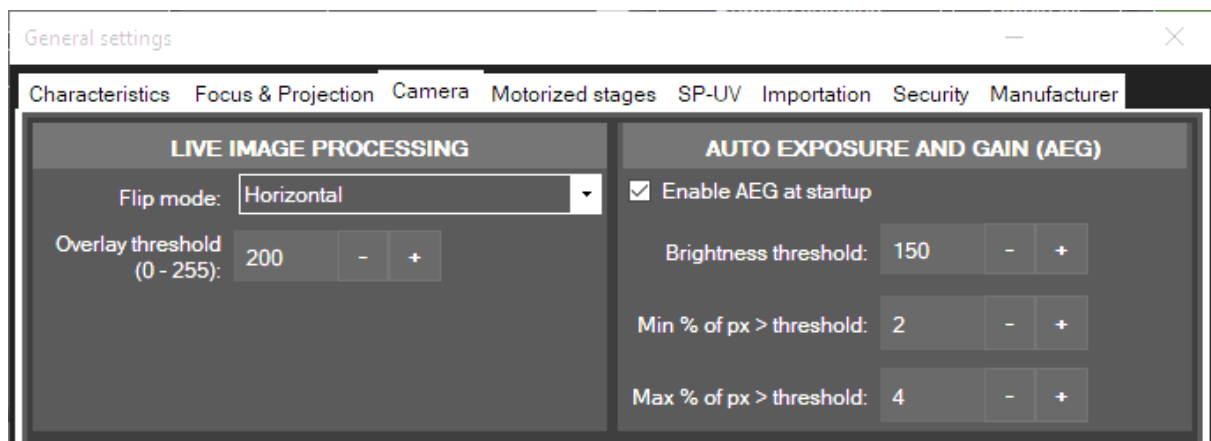 General settings
Characteristics Focus & Projection Camera Motorized stages SP-UV Importation Security Manufacturer
LIVE IMAGE PROCESSING
Flip mode: Horizontal
Overlay threshold
(0 - 255): 200 - +
AUTO EXPOSURE AND GAIN (AEG)
Enable AEG at startup
Brightness threshold: 150 - +
Min % of px > threshold: 2 - +
Max % of px > threshold: 4 - +